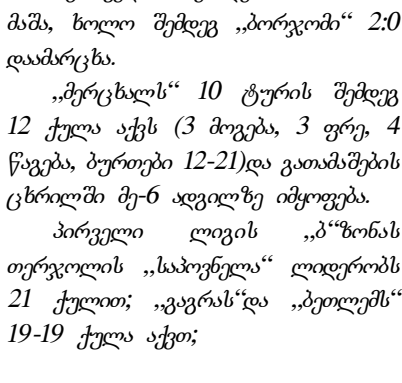 მაშა, ხოლო შემდეგ ,,ბორჯომი“ 2:0
დაამარცხა.
,,მერცხალს“ 10 ტურის შემდეგ
12 ქულა აქვს (3 მოგება, 3 ფრე, 4
წაგება, ბურთები 12-21)და გათამაშების
ცხრილში მე-6 ადგილზე იმყოფება.
პირველი ლიგის ,,ბ“ზონას
თერჯოლის ,,საპოვნელა“ ლიდერობს
21 ქულით; ,,გაგრას“და ,,ბეთლემს“
19-19 ქულა აქვთ;